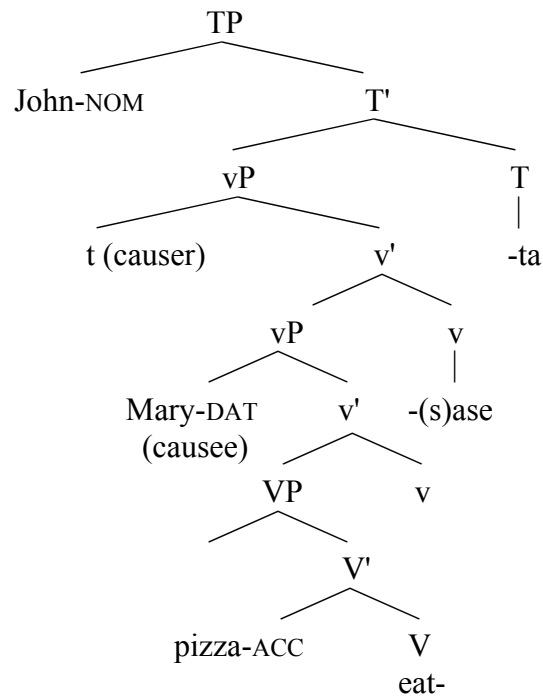 TP
John-NOM T'
vP T
t (causer) v' -ta
vP v
Mary-DAT v' -(s)ase
(causee)
VP v
V'
pizza-ACC V
eat-